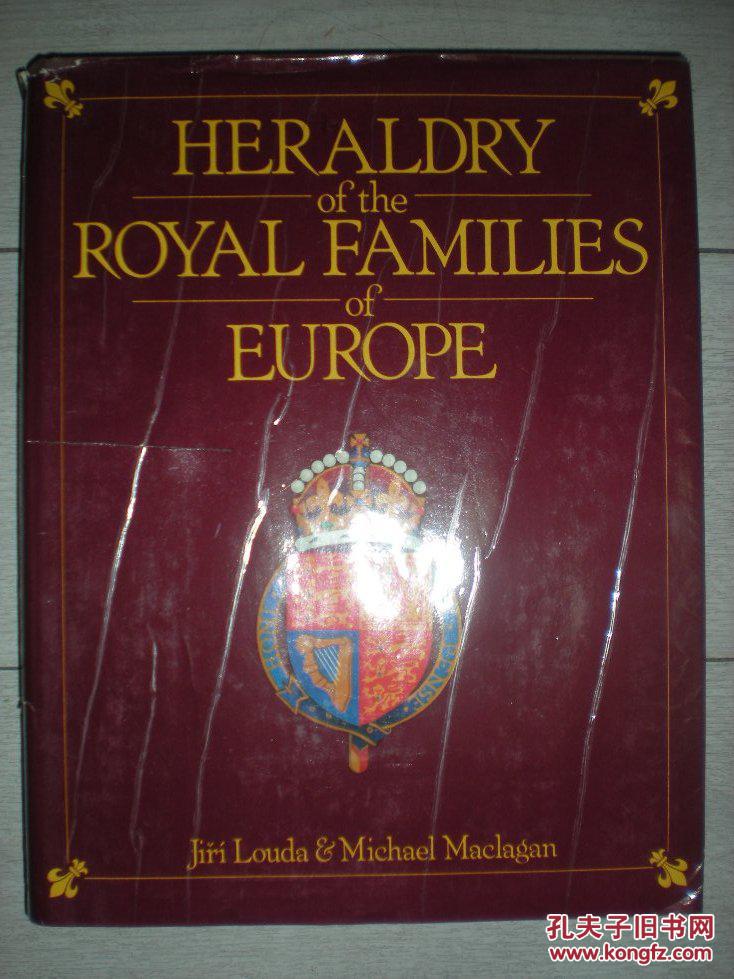 HERALDRY
of the
ROYAL FAMILIES
of
EUROPE
Jiří Louda & Michael Maclagan
孔夫子旧书网
www.kongfz.com